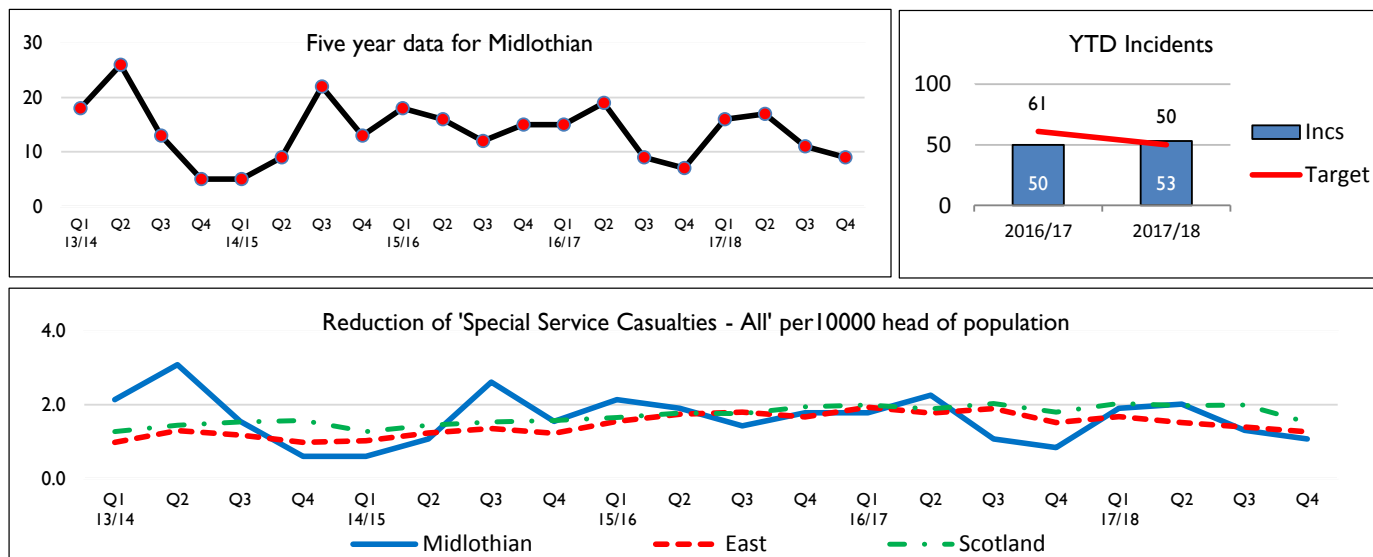 Five year data for Midlothian
30
20
10
0
Q1 Q2 Q3 Q4 Q1 Q2 Q3 Q4 Q1 Q2 Q3 Q4 Q1 Q2 Q3 Q4 Q1 Q2 Q3 Q4
13/14 14/15 15/16 16/17 17/18
YTD Incidents
100
50
0
61 50
50 53
2016/17 2017/18
Incs
Target
Reduction of 'Special Service Casualties - All' per10000 head of population
4.0
2.0
0.0
Q1 Q2 Q3 Q4 Q1 Q2 Q3 Q4 Q1 Q2 Q3 Q4 Q1 Q2 Q3 Q4 Q1 Q2 Q3 Q4
13/14 14/15 15/16 16/17 17/18
Midlothian East Scotland